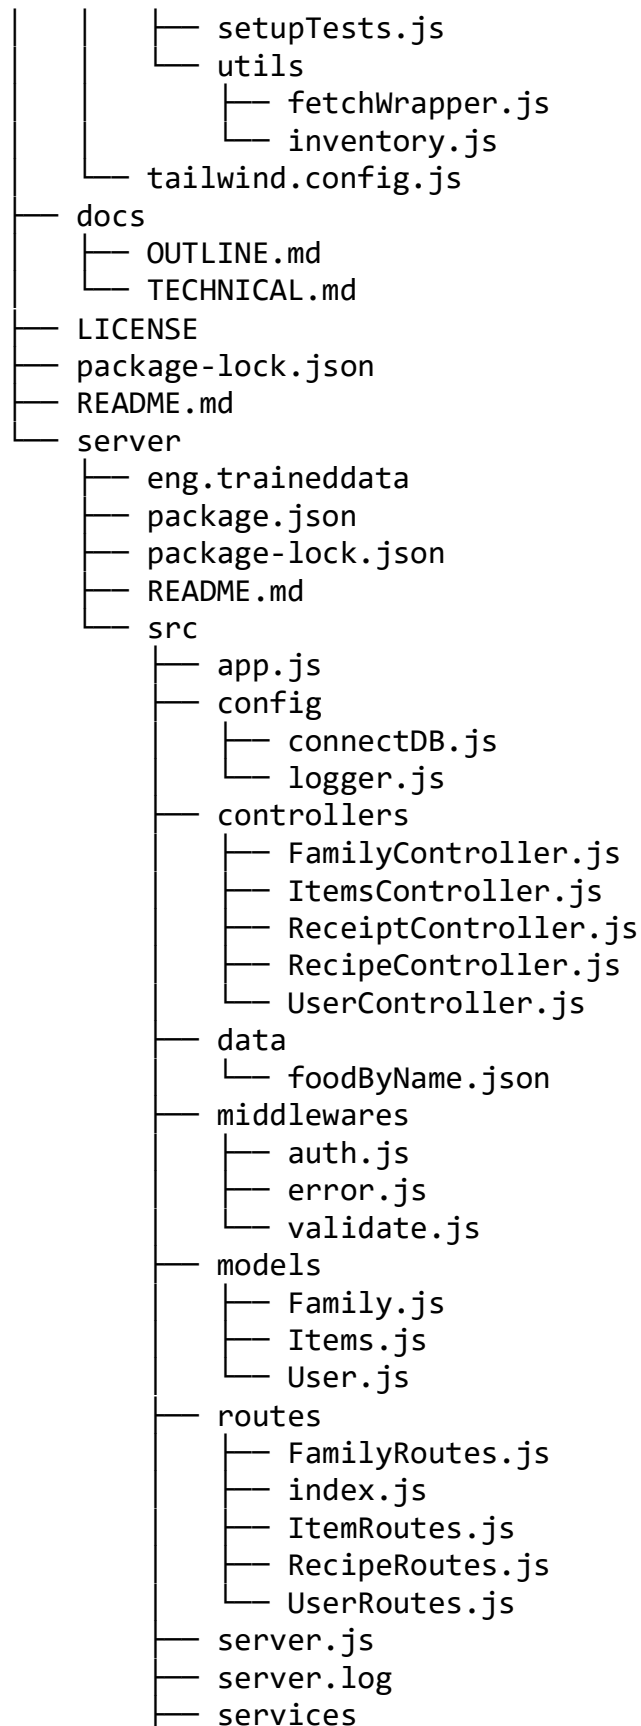 │   │   ├── setupTests.js
│   │   └── utils
│   │       ├── fetchWrapper.js
│   │       └── inventory.js
│   └── tailwind.config.js
├── docs
│   ├── OUTLINE.md
│   └── TECHNICAL.md
├── LICENSE
├── package-lock.json
├── README.md
└── server
    ├── eng.traineddata
    ├── package.json
    ├── package-lock.json
    ├── README.md
    └── src
        ├── app.js
        ├── config
        │   ├── connectDB.js
        │   └── logger.js
        ├── controllers
        │   ├── FamilyController.js
        │   ├── ItemsController.js
        │   ├── ReceiptController.js
        │   ├── RecipeController.js
        │   └── UserController.js
        ├── data
        │   └── foodByName.json
        ├── middlewares
        │   ├── auth.js
        │   ├── error.js
        │   └── validate.js
        ├── models
        │   ├── Family.js
        │   ├── Items.js
        │   └── User.js
        ├── routes
        │   ├── FamilyRoutes.js
        │   ├── index.js
        │   ├── ItemRoutes.js
        │   ├── RecipeRoutes.js
        │   └── UserRoutes.js
        ├── server.js
        ├── server.log
        ├── services